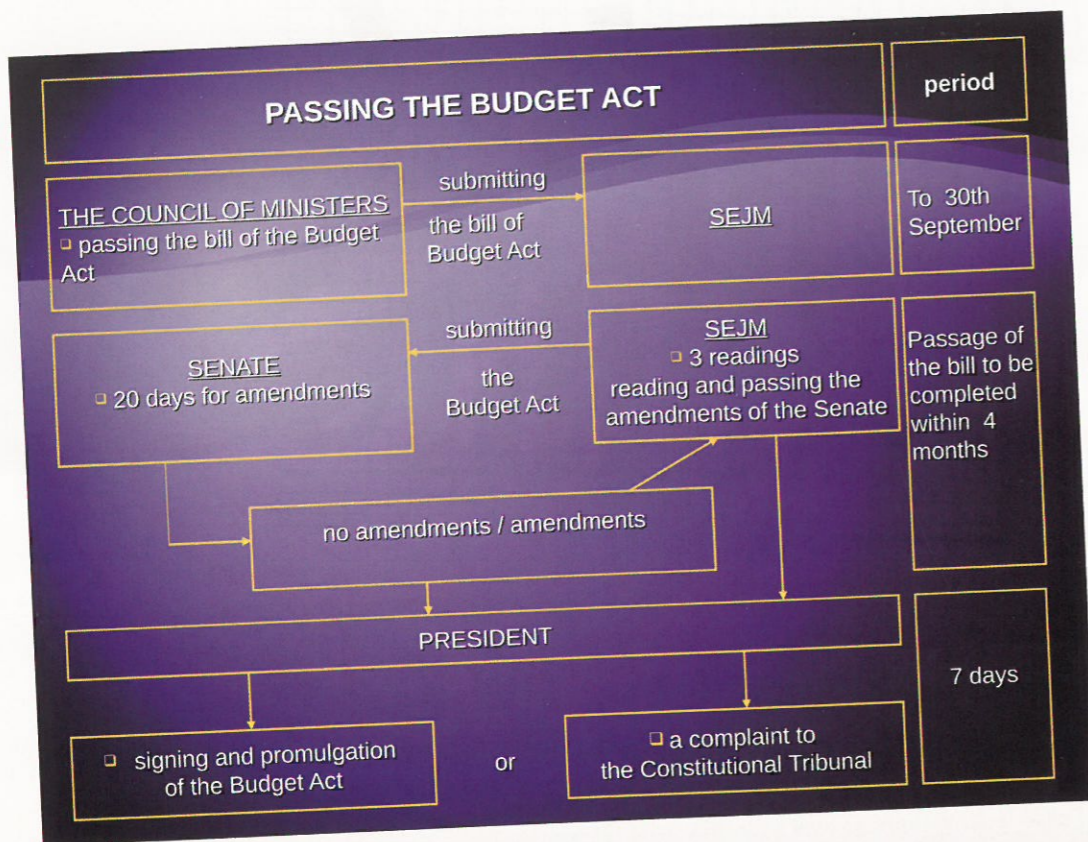 PASSING THE BUDGET ACT
period
THE COUNCIL OF MINISTERS
❑ passing the bill of the Budget
Act
submitting
the bill of
Budget Act
SEJM
To 30th
September
SENATE
❑ 20 days for amendments
submitting
the
Budget Act
SEJM
❑ 3 readings
reading and passing the
amendments of the Senate
Passage of
the bill to be
completed
within 4
months
no amendments / amendments
PRESIDENT
7 days
❑ signing and promulgation
of the Budget Act
or
❑ a complaint to
the Constitutional Tribunal